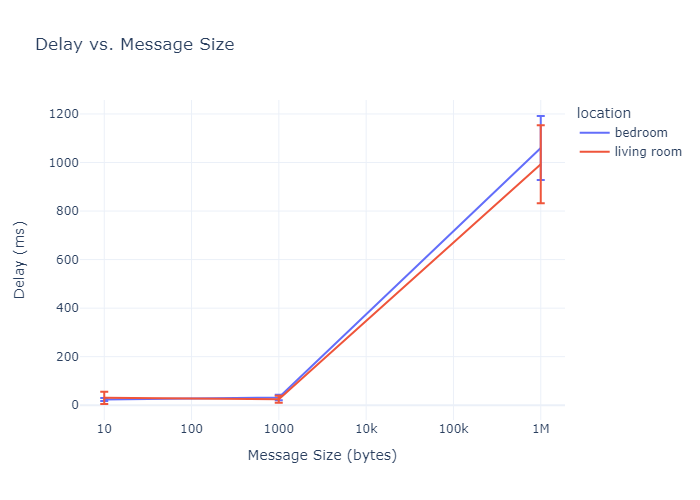 Delay vs. Message Size
location
bedroom
living room
Delay (ms)
1200
1000
800
600
400
200
0
10 100 1000 10k 100k 1M
Message Size (bytes)